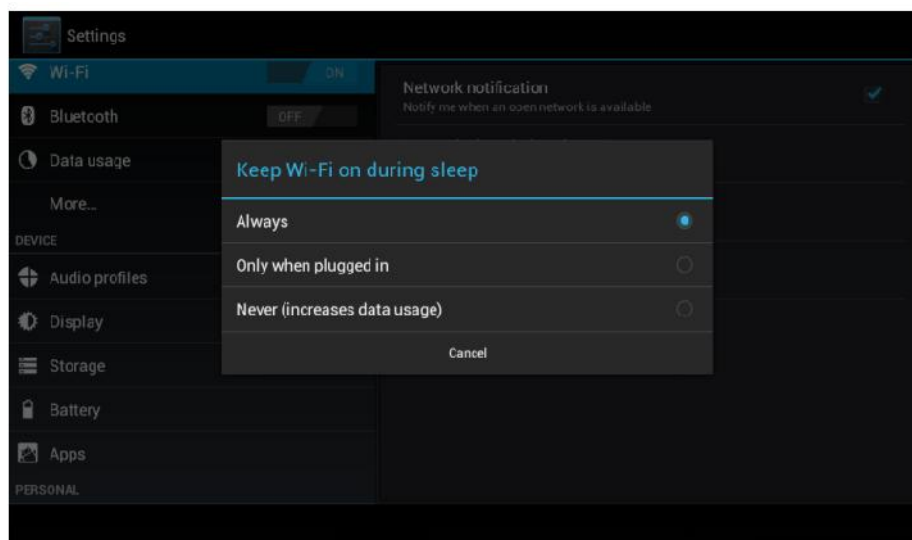 Settings
Wi-Fi ON
Bluetooth OFF
Data usage
More...
DEVICE
Audio profiles
Display
Storage
Battery
Apps
PERSONAL
Network notification
Notify me when an open network is available
Keep Wi-Fi on during sleep
Always
Only when plugged in
Never (increases data usage)
Cancel